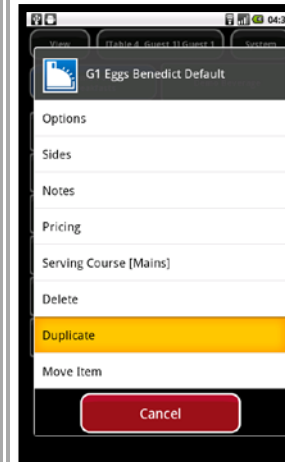 04:3
View
(Table 4, Guest 1) Guest 1
System
G1 Eggs Benedict Default
Options
Sides
Notes
Pricing
Serving Course [Mains]
Delete
Duplicate
Move Item
Cancel